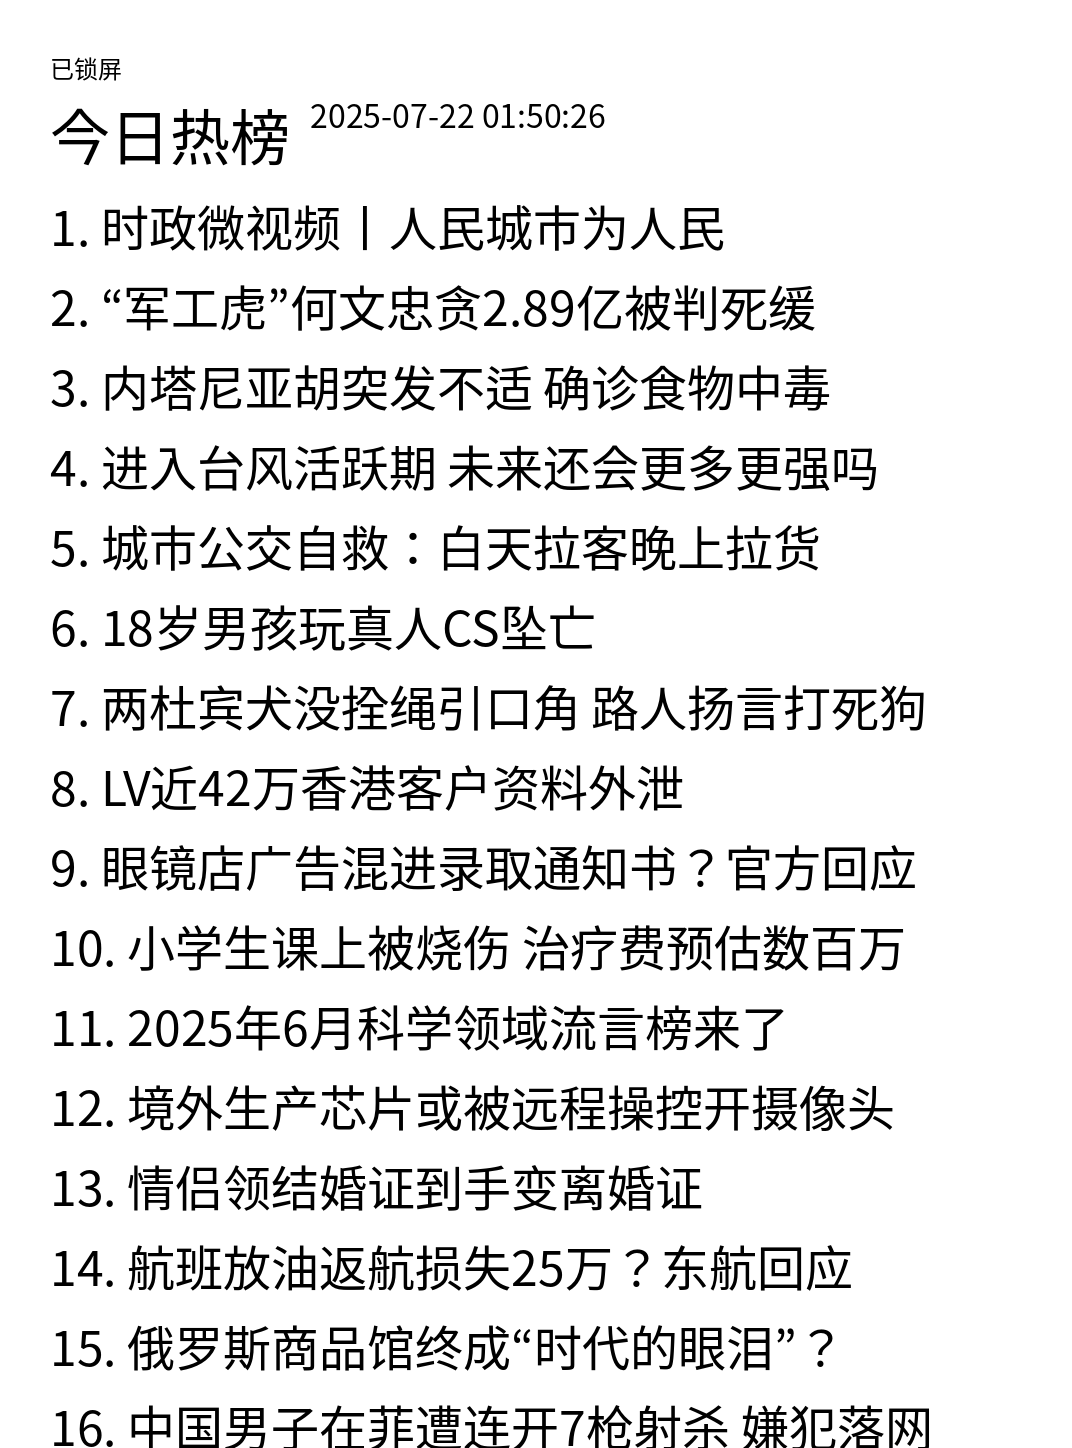 已锁屏
今日热榜 2025-07-22 01:50:26
1. 时政微视频丨人民城市为人民
2. “军工虎”何文忠贪2.89亿被判死缓
3. 内塔尼亚胡突发不适 确诊食物中毒
4. 进入台风活跃期 未来还会更多更强吗
5. 城市公交自救：白天拉客晚上拉货
6. 18岁男孩玩真人CS坠亡
7. 两杜宾犬没拴绳引口角 路人扬言打死狗
8. LV近42万香港客户资料外泄
9. 眼镜店广告混进录取通知书？官方回应
10. 小学生课上被烧伤 治疗费预估数百万
11. 2025年6月科学领域流言榜来了
12. 境外生产芯片或被远程操控开摄像头
13. 情侣领结婚证到手变离婚证
14. 航班放油返航损失25万？东航回应
15. 俄罗斯商品馆终成“时代的眼泪”？
16. 中国男子在菲遭连开7枪射杀 嫌犯落网